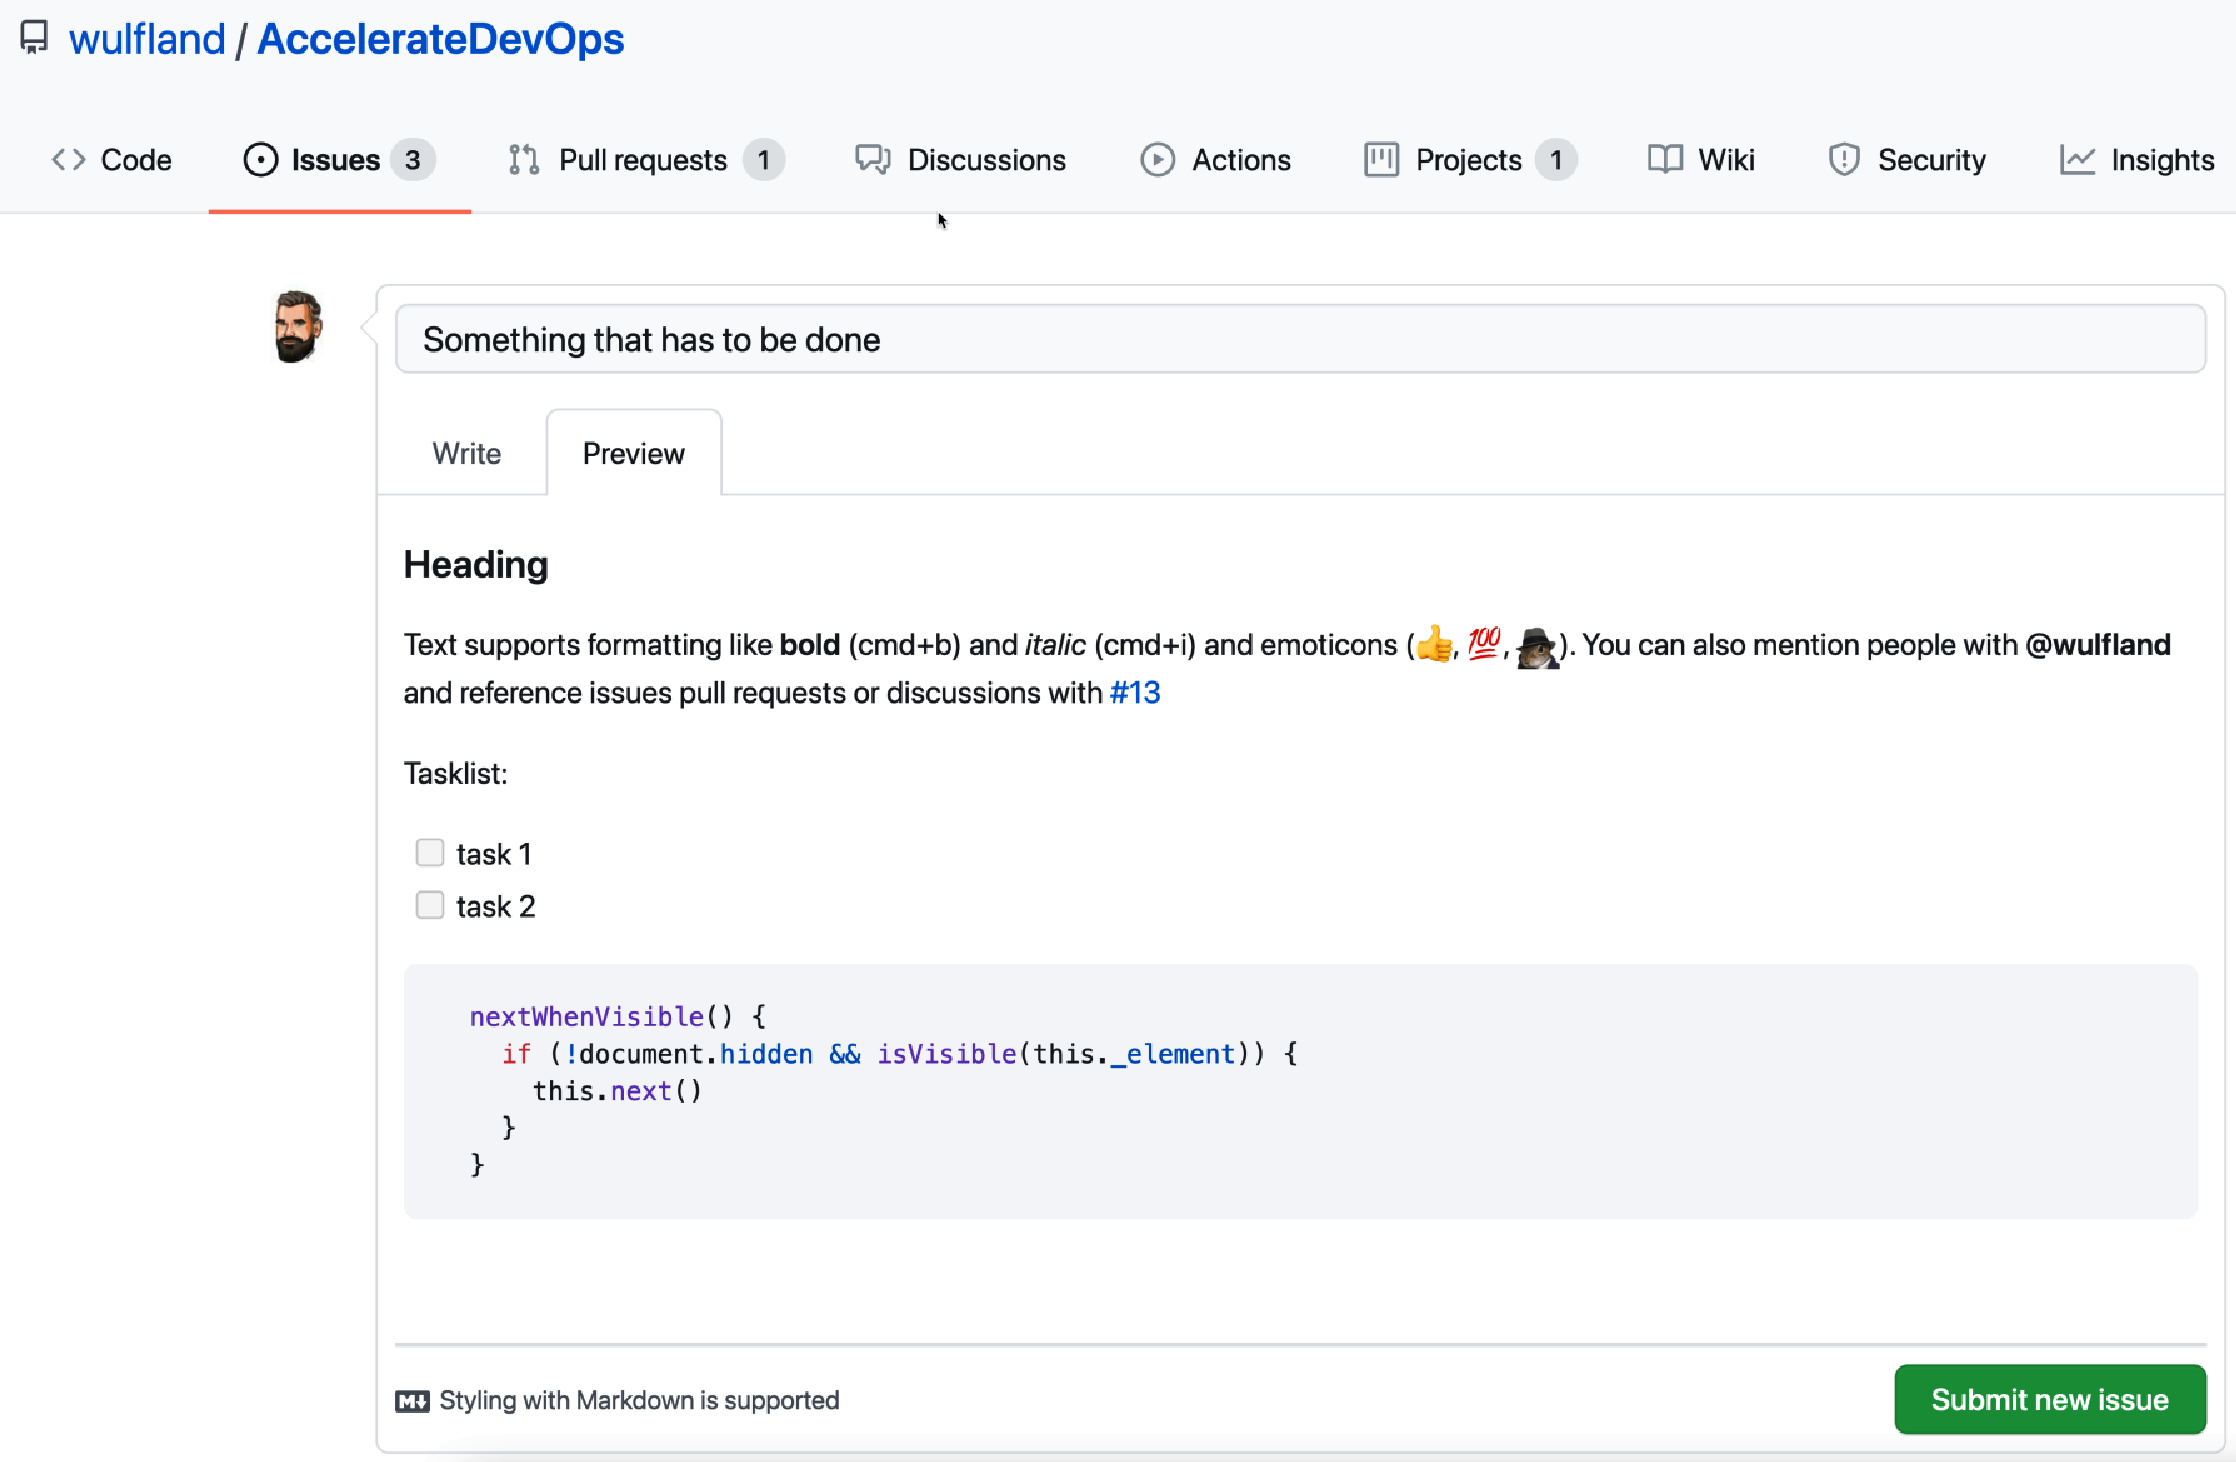 wulfland / AccelerateDevOps
Code Issues 3 Pull requests 1 Discussions Actions Projects 1 Wiki Security Insights
Something that has to be done
Write Preview
Heading
Text supports formatting like bold (cmd+b) and italic (cmd+i) and emoticons (👍, 💯, ). You can also mention people with @wulfland
and reference issues pull requests or discussions with #13
Tasklist:
task 1
task 2
nextWhenVisible() {
  if (!document.hidden && isVisible(this._element)) {
    this.next()
  }
}
Styling with Markdown is supported
Submit new issue